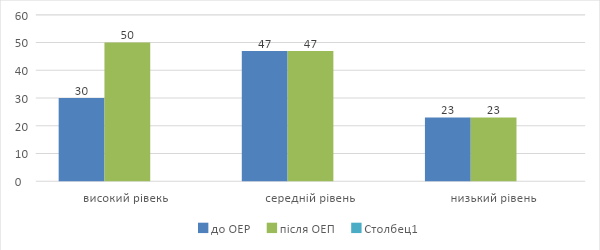 60
50
40
30
20
10
0
30
50
47
47
23
23
високий рівекь
середній рівень
низький рівень
до ОЕР
після ОЕП
Столбец1